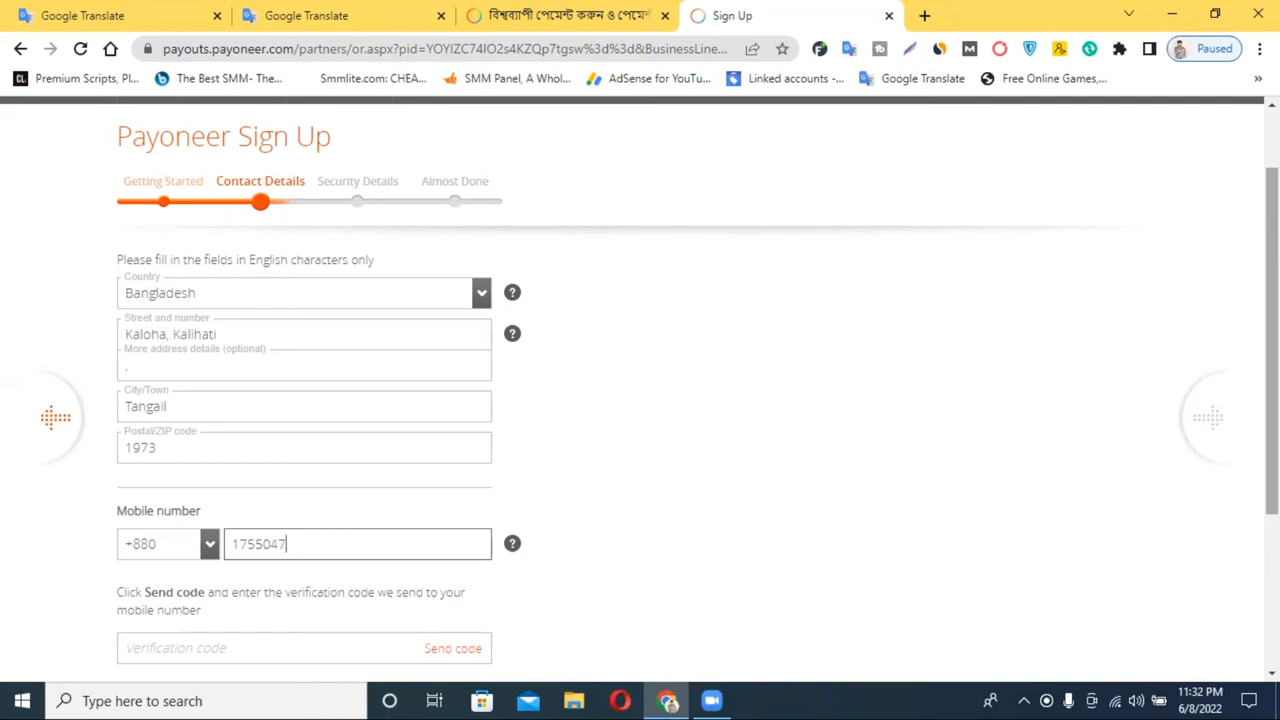 Google Translate
Google Translate
বিশ্বব্যাপী পেমেন্ট করুন ও পেমে
Sign Up
payouts.payoneer.com/partners/or.aspx?pid=YOYIZC74IO2s4KZQp7tgsw%3d%3d&BusinessLine...
Paused
Premium Scripts, Pl...
The Best SMM- The...
Smmlite.com: CHEA...
SMM Panel, A Whol...
AdSense for YouTu...
Linked accounts -...
Google Translate
Free Online Games,...
»
Payoneer Sign Up
Getting Started
Contact Details
Security Details
Almost Done
Please fill in the fields in English characters only
Country
Bangladesh
Street and number
Kaloha, Kalihati
More address details (optional)
,
City/Town
Tangail
Postal/ZIP code
1973
Mobile number
+880
1755047
Click Send code and enter the verification code we send to your
mobile number
Verification code
Send code
Type here to search
11:32 PM
6/8/2022